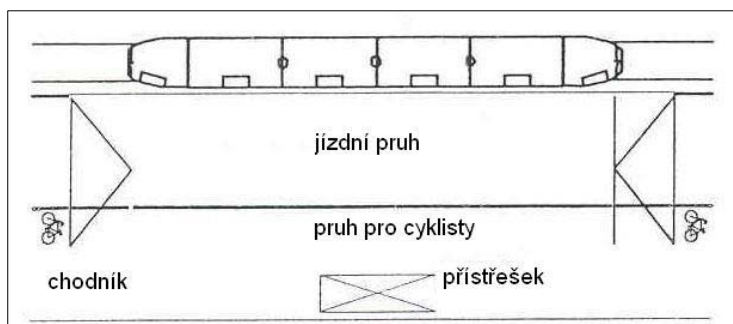 jízdní pruh
pruh pro cyklisty
chodník
přístřešek